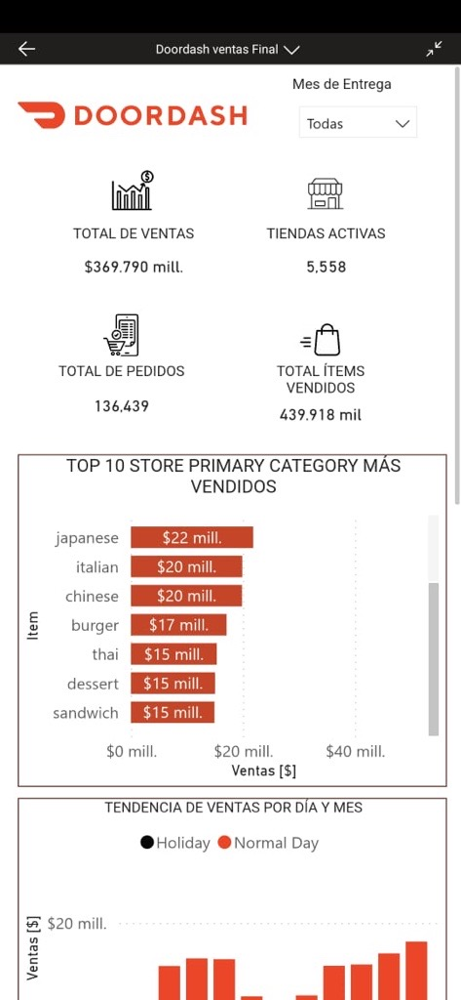 Doordash ventas Final
Mes de Entrega
DOORDASH
Todas
$
TOTAL DE VENTAS
$369.790 mill.
TIENDAS ACTIVAS
5,558
TOTAL DE PEDIDOS
136,439
TOTAL ÍTEMS
VENDIDOS
439.918 mil
TOP 10 STORE PRIMARY CATEGORY MÁS
VENDIDOS
Item
japanese $22 mill.
italian $20 mill.
chinese $20 mill.
burger $17 mill.
thai $15 mill.
dessert $15 mill.
sandwich $15 mill.
$0 mill. $20 mill. $40 mill.
Ventas [$]
TENDENCIA DE VENTAS POR DÍA Y MES
Holiday Normal Day
Ventas [$]
$20 mill.